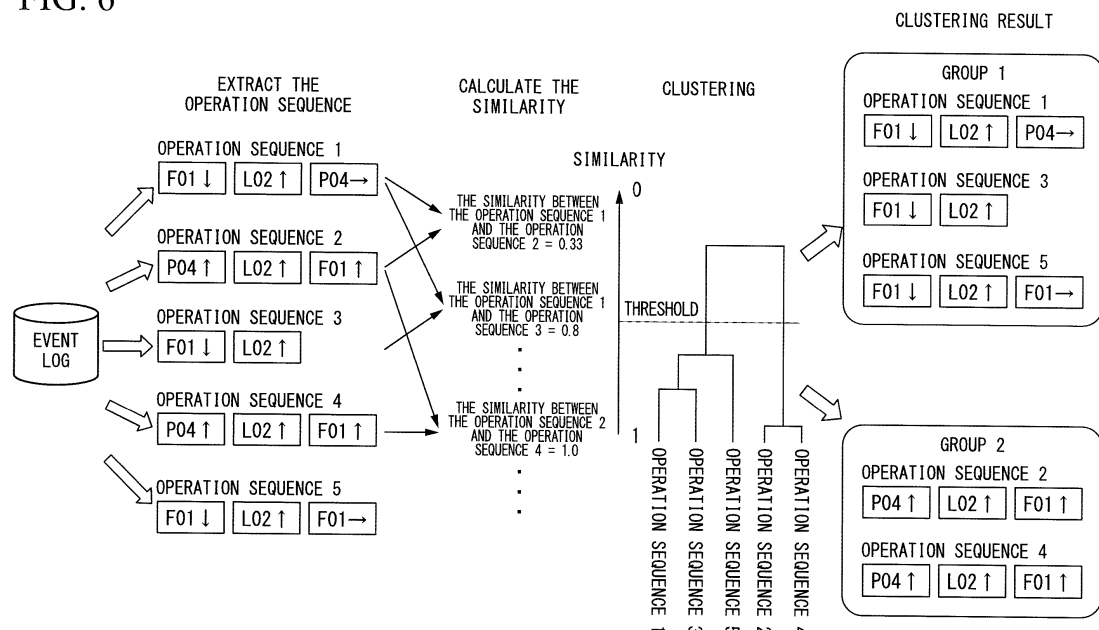 FIG. 6
EXTRACT THE
OPERATION SEQUENCE
CALCULATE THE
SIMILARITY
CLUSTERING
CLUSTERING RESULT
EVENT
LOG
OPERATION SEQUENCE 1
F01↓ L02↑ P04→
OPERATION SEQUENCE 2
P04↑ L02↑ F01↑
OPERATION SEQUENCE 3
F01↓ L02↑
OPERATION SEQUENCE 4
P04↑ L02↑ F01↑
OPERATION SEQUENCE 5
F01↓ L02↑ F01→
THE SIMILARITY BETWEEN
THE OPERATION SEQUENCE 1
AND THE OPERATION
SEQUENCE 2 = 0.33
THE SIMILARITY BETWEEN
THE OPERATION SEQUENCE 1
AND THE OPERATION
SEQUENCE 3 = 0.8
THE SIMILARITY BETWEEN
THE OPERATION SEQUENCE 2
AND THE OPERATION
SEQUENCE 4 = 1.0
SIMILARITY
0
THRESHOLD
1
OPERATION SEQUENCE 1
OPERATION SEQUENCE 3
OPERATION SEQUENCE 5
OPERATION SEQUENCE 2
OPERATION SEQUENCE 4
GROUP 1
OPERATION SEQUENCE 1
F01↓ L02↑ P04→
OPERATION SEQUENCE 3
F01↓ L02↑
OPERATION SEQUENCE 5
F01↓ L02↑ F01→
GROUP 2
OPERATION SEQUENCE 2
P04↑ L02↑ F01↑
OPERATION SEQUENCE 4
P04↑ L02↑ F01↑